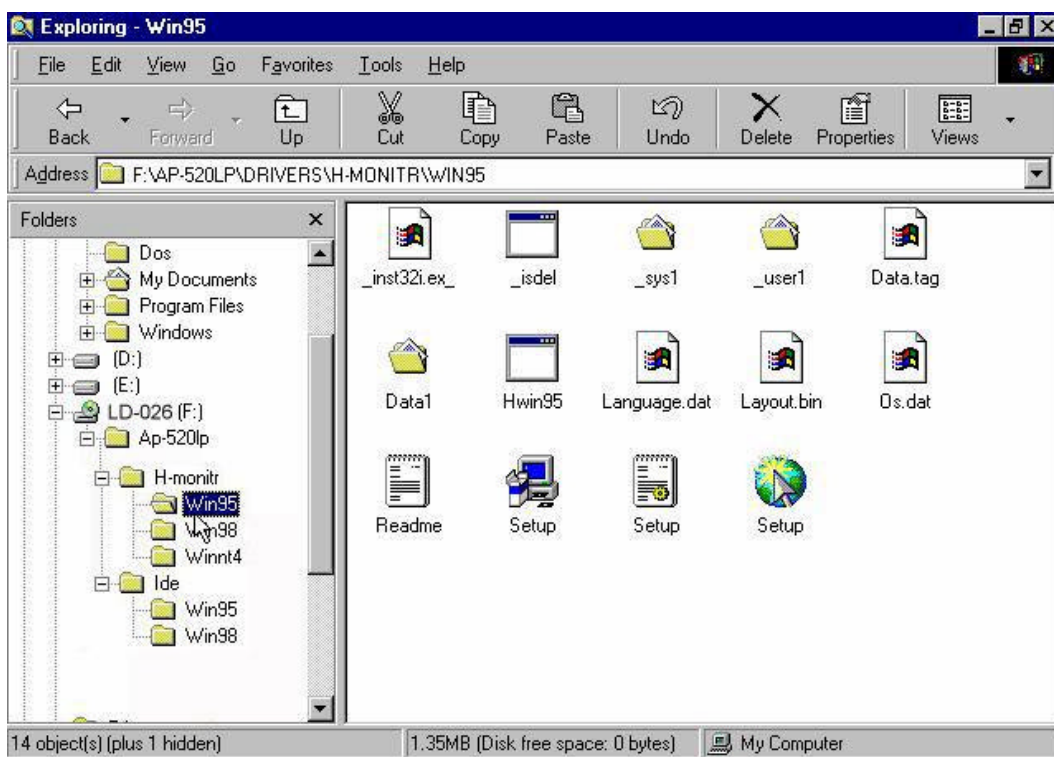 Exploring - Win95
File Edit View Go Favorites Tools Help
Back Forward Up Cut Copy Paste Undo Delete Properties Views
Address F:\AP-520LP\DRIVERS\H-MONITR\WIN95
Folders
Dos
My Documents
Program Files
Windows
(D:)
(E:)
LD-026 (F:)
Ap-520lp
H-monitr
Win95
Win98
Winnt4
Ide
Win95
Win98
_inst32i.ex_ _isdel _sys1 _user1 Data.tag
Data1 Hwin95 Language.dat Layout.bin Os.dat
Readme Setup Setup Setup
14 object(s) (plus 1 hidden) 1.35MB (Disk free space: 0 bytes) My Computer